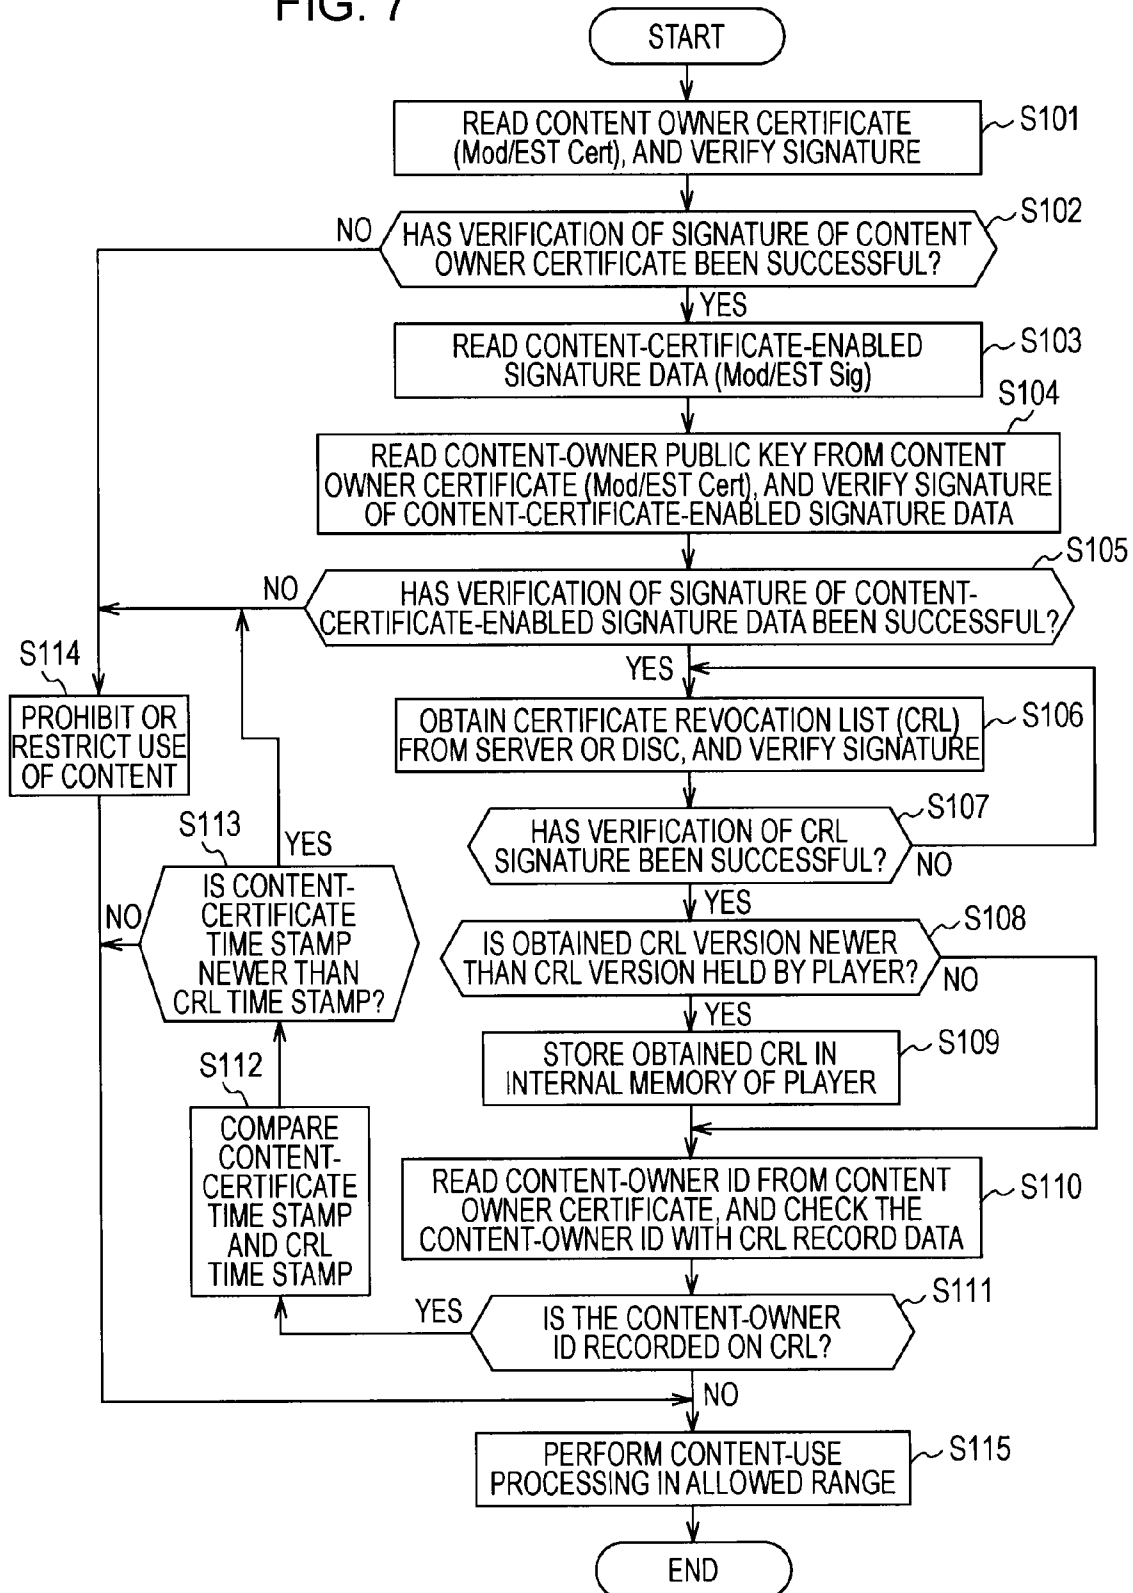 FIG. 7
START
READ CONTENT OWNER CERTIFICATE
(Mod/EST Cert), AND VERIFY SIGNATURE
S101
HAS VERIFICATION OF SIGNATURE OF CONTENT
OWNER CERTIFICATE BEEN SUCCESSFUL?
S102
NO
YES
READ CONTENT-CERTIFICATE-ENABLED
SIGNATURE DATA (Mod/EST Sig)
S103
S104
READ CONTENT-OWNER PUBLIC KEY FROM CONTENT
OWNER CERTIFICATE (Mod/EST Cert), AND VERIFY SIGNATURE
OF CONTENT-CERTIFICATE-ENABLED SIGNATURE DATA
S105
NO
HAS VERIFICATION OF SIGNATURE OF CONTENT-
CERTIFICATE-ENABLED SIGNATURE DATA BEEN SUCCESSFUL?
YES
S114
PROHIBIT OR
RESTRICT USE
OF CONTENT
OBTAIN CERTIFICATE REVOCATION LIST (CRL)
FROM SERVER OR DISC, AND VERIFY SIGNATURE
S106
S107
HAS VERIFICATION OF CRL
SIGNATURE BEEN SUCCESSFUL?
NO
YES
S113
YES
IS CONTENT-
CERTIFICATE
TIME STAMP
NEWER THAN
CRL TIME STAMP?
NO
S108
IS OBTAINED CRL VERSION NEWER
THAN CRL VERSION HELD BY PLAYER?
NO
YES
STORE OBTAINED CRL IN
INTERNAL MEMORY OF PLAYER
S109
S112
COMPARE
CONTENT-
CERTIFICATE
TIME STAMP
AND CRL
TIME STAMP
READ CONTENT-OWNER ID FROM CONTENT
OWNER CERTIFICATE, AND CHECK THE
CONTENT-OWNER ID WITH CRL RECORD DATA
S110
S111
YES
IS THE CONTENT-OWNER
ID RECORDED ON CRL?
NO
PERFORM CONTENT-USE
PROCESSING IN ALLOWED RANGE
S115
END